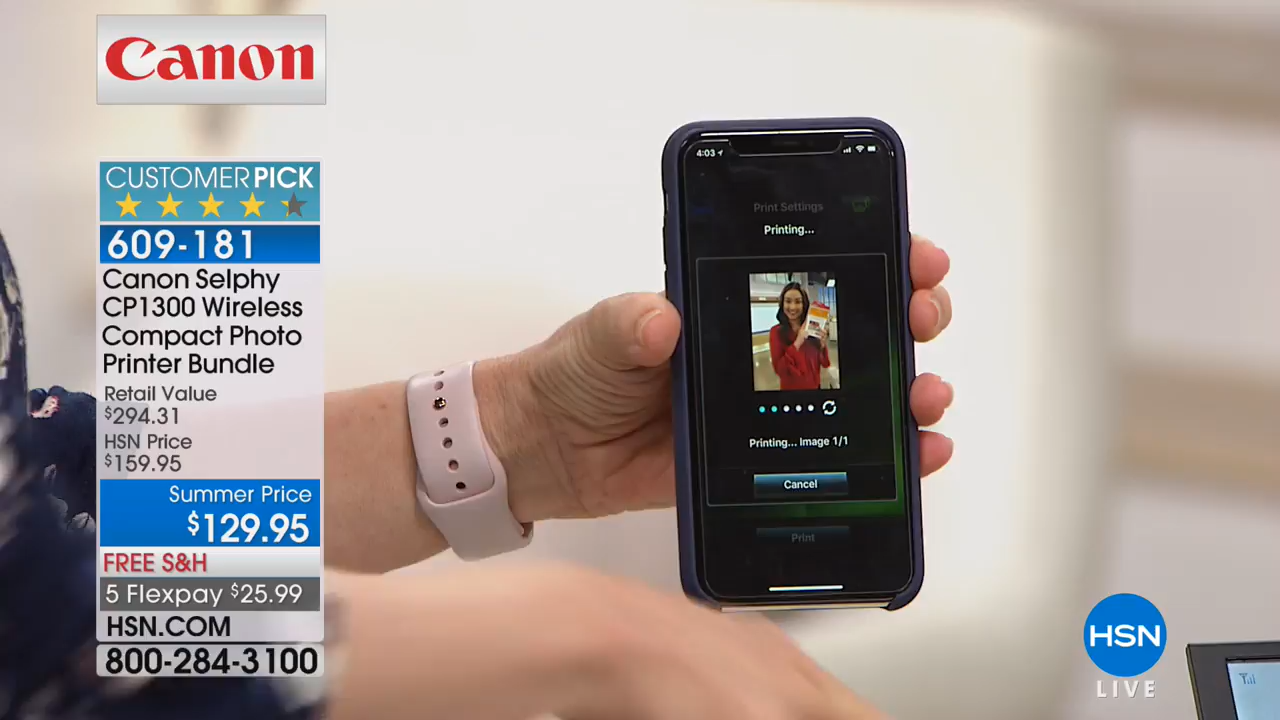 Canon
CUSTOMER PICK
609-181
Canon Selphy
CP1300 Wireless
Compact Photo
Printer Bundle
Retail Value
$294.31
HSN Price
$159.95
Summer Price
$129.95
FREE S&H
5 Flexpay $25.99
HSN.COM
800-284-3100
4:03
Print Settings
Printing...
Printing... Image 1/1
Cancel
Print
HSN
LIVE